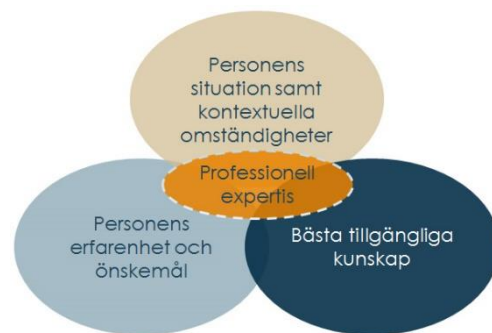 Personens
situation samt
kontextuella
omständigheter
Professionell
expertis
Personens
erfarenhet och
önskemål
Bästa tillgängliga
kunskap